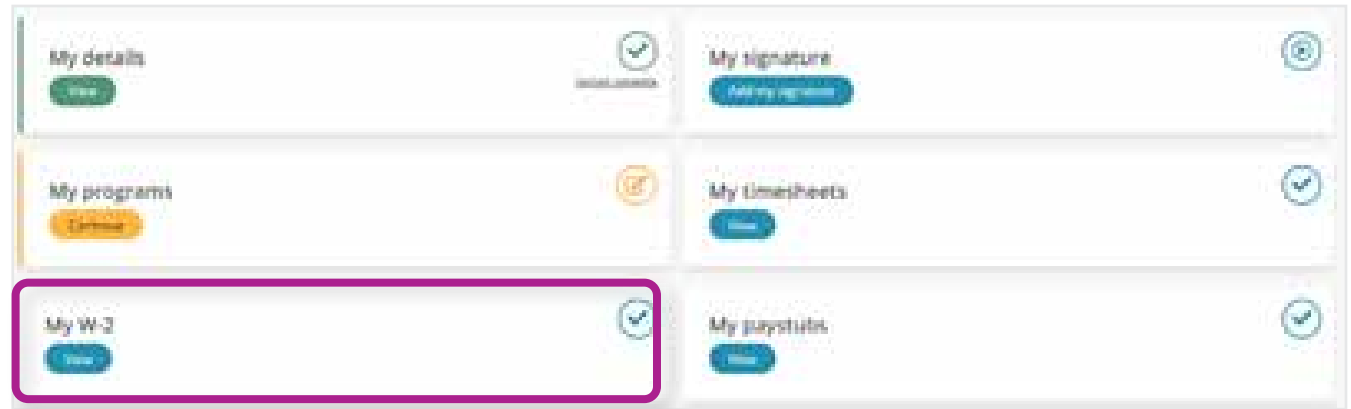 My details
View
My signature
Add my signature
My programs
Continue
My timesheets
View
My W-2
View
My paystubs
View